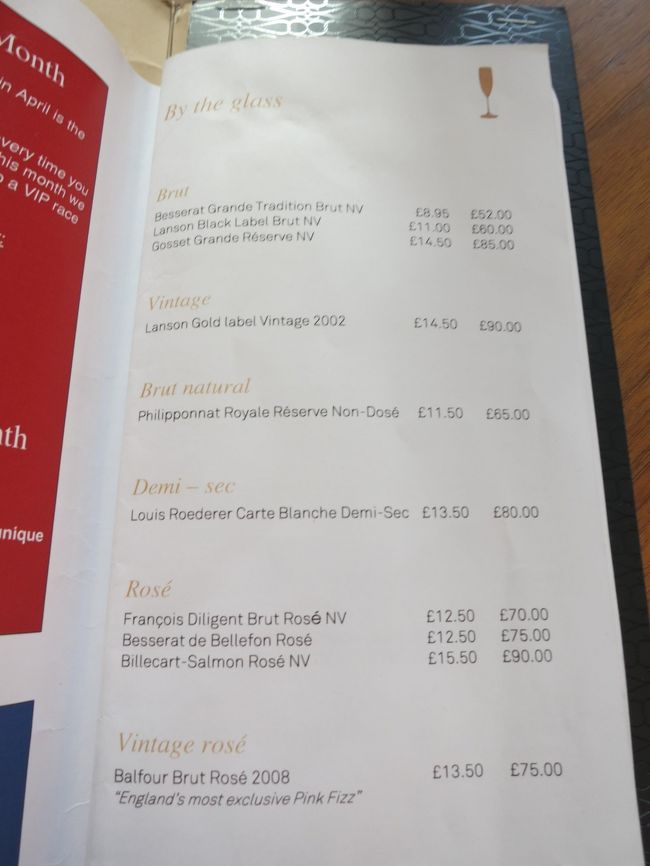 Month
in April is the
every time you
his month we
a VIP race
nth
unique
By the glass
Brut
Besserat Grande Tradition Brut NV £8.95 £52.00
Lanson Black Label Brut NV £11.00 £60.00
Gosset Grande Réserve NV £14.50 £85.00
Vintage
Lanson Gold label Vintage 2002 £14.50 £90.00
Brut natural
Philipponnat Royale Réserve Non-Dosé £11.50 £65.00
Demi – sec
Louis Roederer Carte Blanche Demi-Sec £13.50 £80.00
Rosé
François Diligent Brut Rosé NV £12.50 £70.00
Besserat de Bellefon Rosé £12.50 £75.00
Billecart-Salmon Rosé NV £15.50 £90.00
Vintage rosé
Balfour Brut Rosé 2008 £13.50 £75.00
"England's most exclusive Pink Fizz"